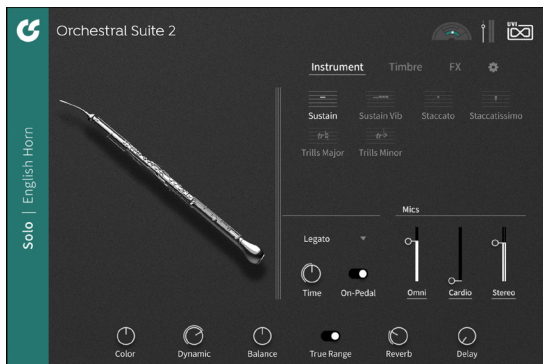 Orchestral Suite 2
UVI
Instrument Timbre FX
Sustain Sustain Vib Staccato Staccatissimo
Trills Major Trills Minor
Solo | English Horn
Mics
Legato
Time On-Pedal Omni Cardio Stereo
Color Dynamic Balance True Range Reverb Delay